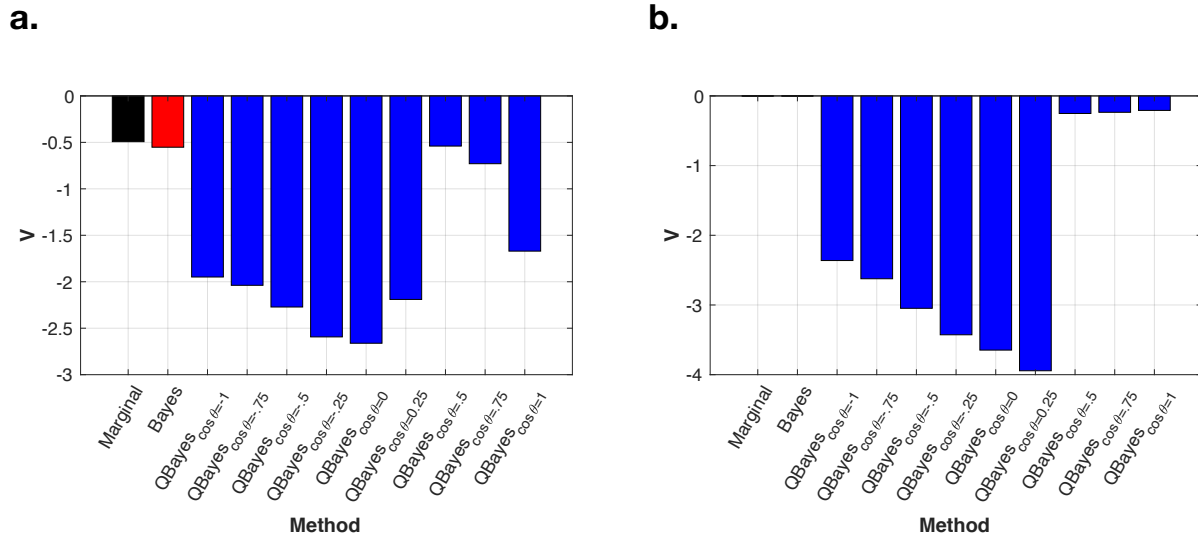 a.
0
-0.5
-1
-1.5
-2
-2.5
-3
V
Marginal
Bayes
QBayes cos θ=-1
QBayes cos θ=-.75
QBayes cos θ=-.5
QBayes cos θ=-.25
QBayes cos θ=0
QBayes cos θ=0.25
QBayes cos θ=.5
QBayes cos θ=.75
QBayes cos θ=1
Method
b.
0
-1
-2
-3
-4
V
Marginal
Bayes
QBayes cos θ=-1
QBayes cos θ=-.75
QBayes cos θ=-.5
QBayes cos θ=-.25
QBayes cos θ=0
QBayes cos θ=0.25
QBayes cos θ=.5
QBayes cos θ=.75
QBayes cos θ=1
Method